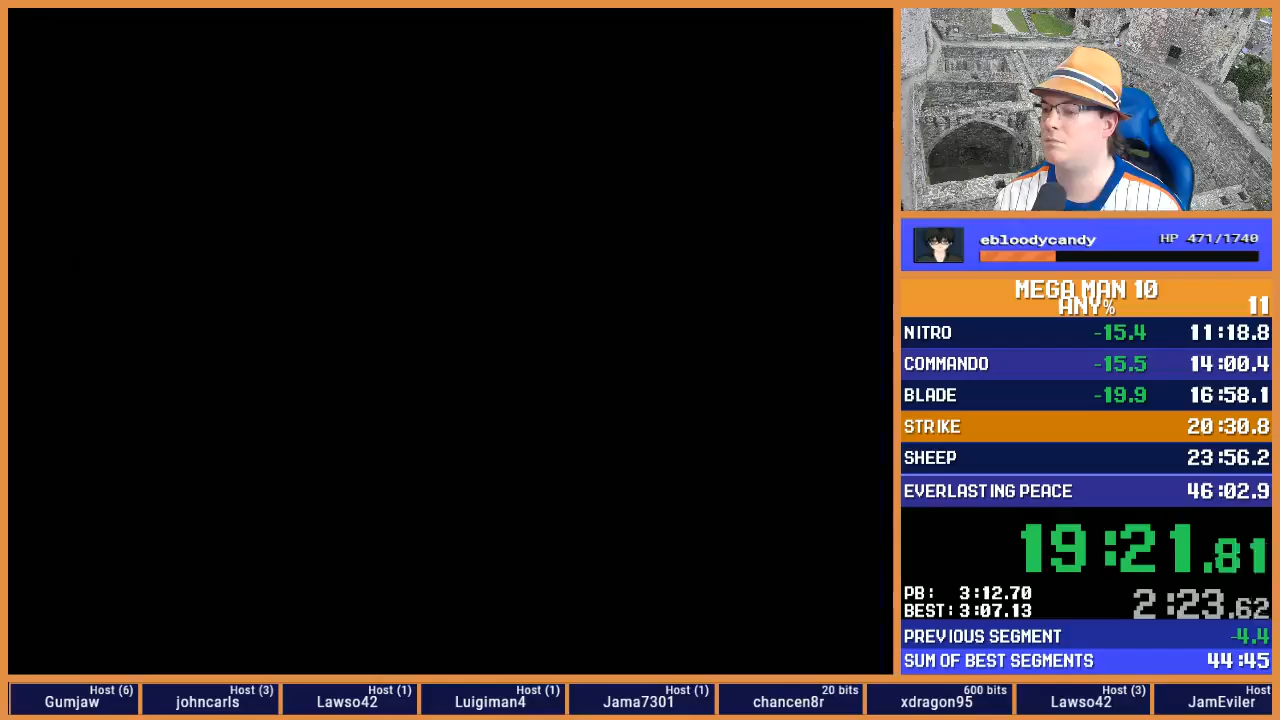 ebloodycandy HP 471/1740
MEGA MAN 10
ANY% 11
NITRO -15.4 11:18.8
COMMANDO -15.5 14:00.4
BLADE -19.9 16:58.1
STRIKE 20:30.8
SHEEP 23:56.2
EVERLASTING PEACE 46:02.9
19:21.81
PB: 3:12.70
BEST: 3:07.13
2:23.62
PREVIOUS SEGMENT -4.4
SUM OF BEST SEGMENTS 44:45
Host (6)
Gumjaw
Host (3)
johncarls
Host (1)
Lawso42
Host (1)
Luigiman4
Host (1)
Jama7301
20 bits
chancen8r
600 bits
xdragon95
Host (3)
Lawso42
Host
JamEviler